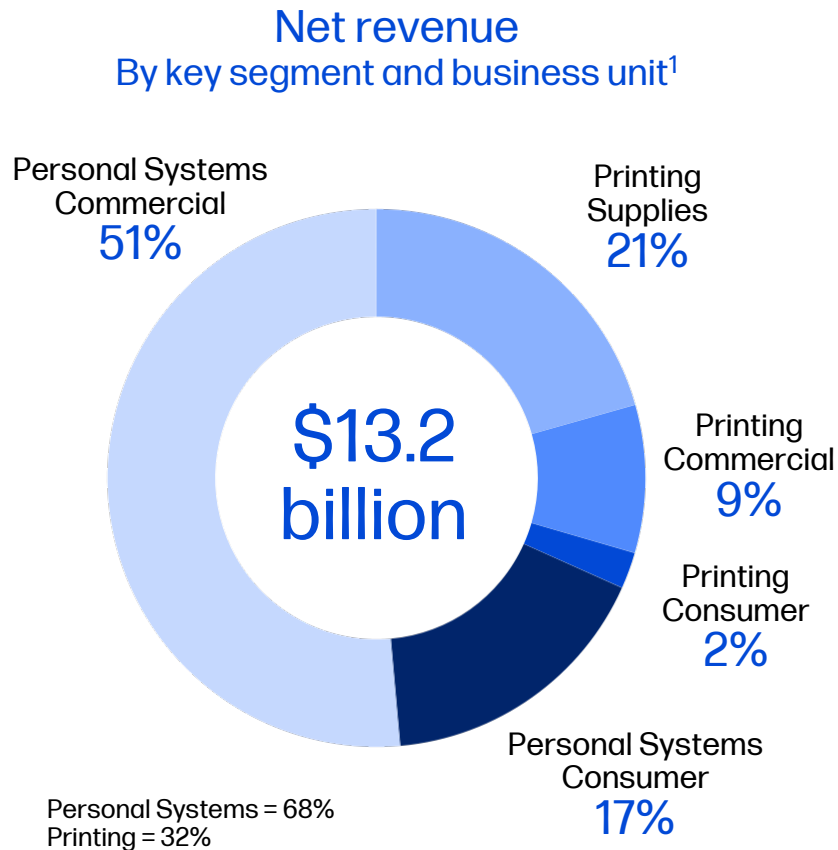 Net revenue
By key segment and business unit¹
Personal Systems
Commercial
51%
Printing
Supplies
21%
$13.2
billion
Printing
Commercial
9%
Printing
Consumer
2%
Personal Systems
Consumer
17%
Personal Systems = 68%
Printing = 32%